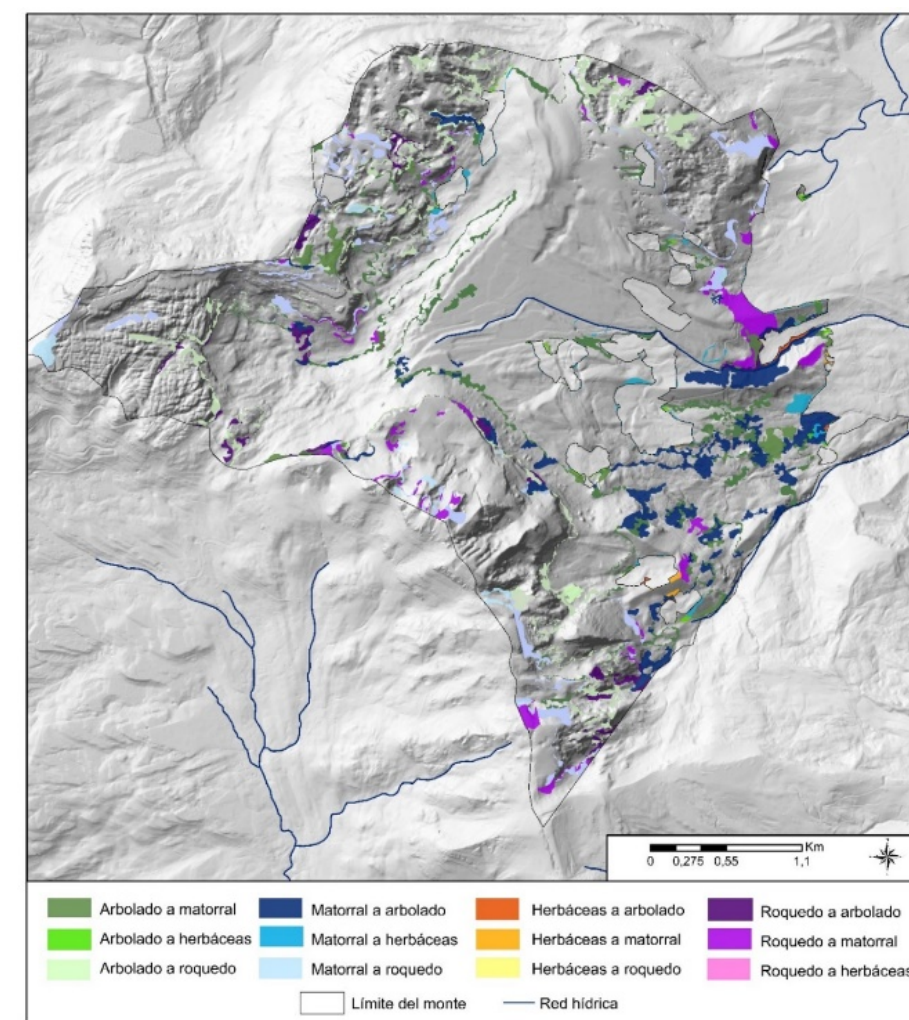 Km
0 0,275 0,55 1,1
Arbolado a matorral Matorral a arbolado Herbáceas a arbolado Roquedo a arbolado
Arbolado a herbáceas Matorral a herbáceas Herbáceas a matorral Roquedo a matorral
Arbolado a roquedo Matorral a roquedo Herbáceas a roquedo Roquedo a herbáceas
Límite del monte Red hídrica